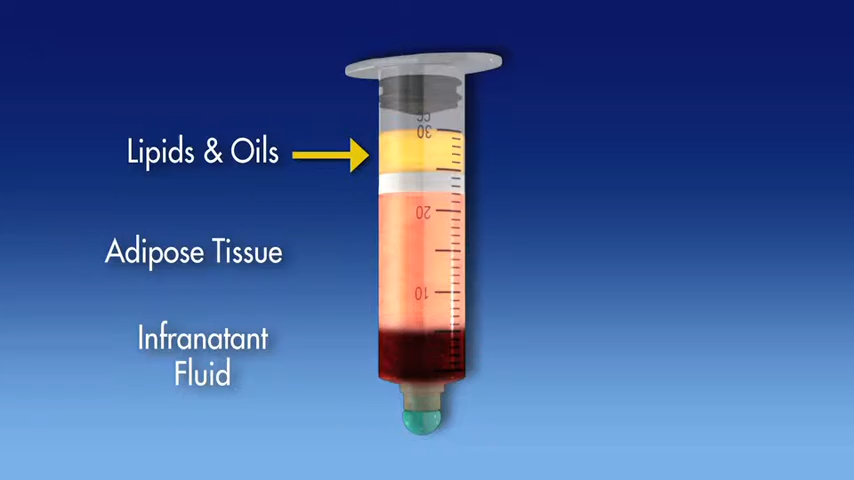 Lipids & Oils
Adipose Tissue
Infranatant
Fluid
cc
30
20
10